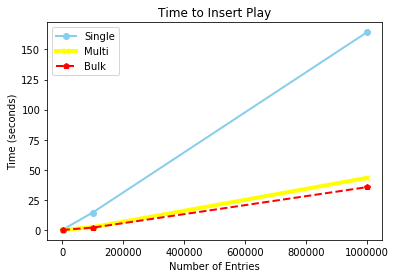 Time to Insert Play
Single
Multi
Bulk
150
125
100
75
50
25
0
Time (seconds)
0 200000 400000 600000 800000 1000000
Number of Entries